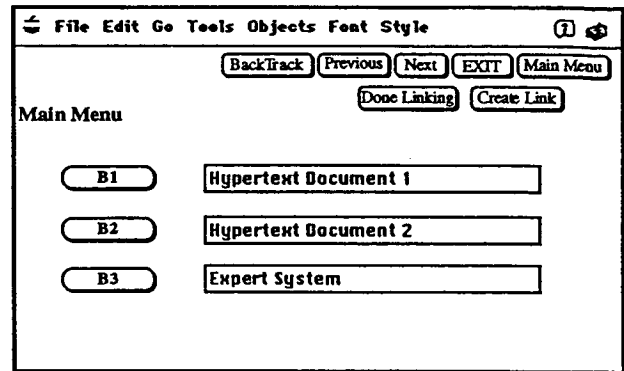 File Edit Go Tools Objects Font Style
BackTrack Previous Next EXIT Main Menu
Done Linking Create Link
Main Menu
B1 Hypertext Document 1
B2 Hypertext Document 2
B3 Expert System